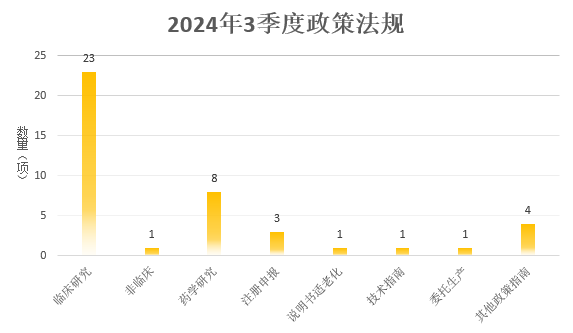 2024年3季度政策法规
数量（项）
25
20
15
10
5
0
23
1
8
3
1
1
1
4
临床研究
非临床
药学研究
注册申报
说明书适老化
技术指南
委托生产
其他政策指南